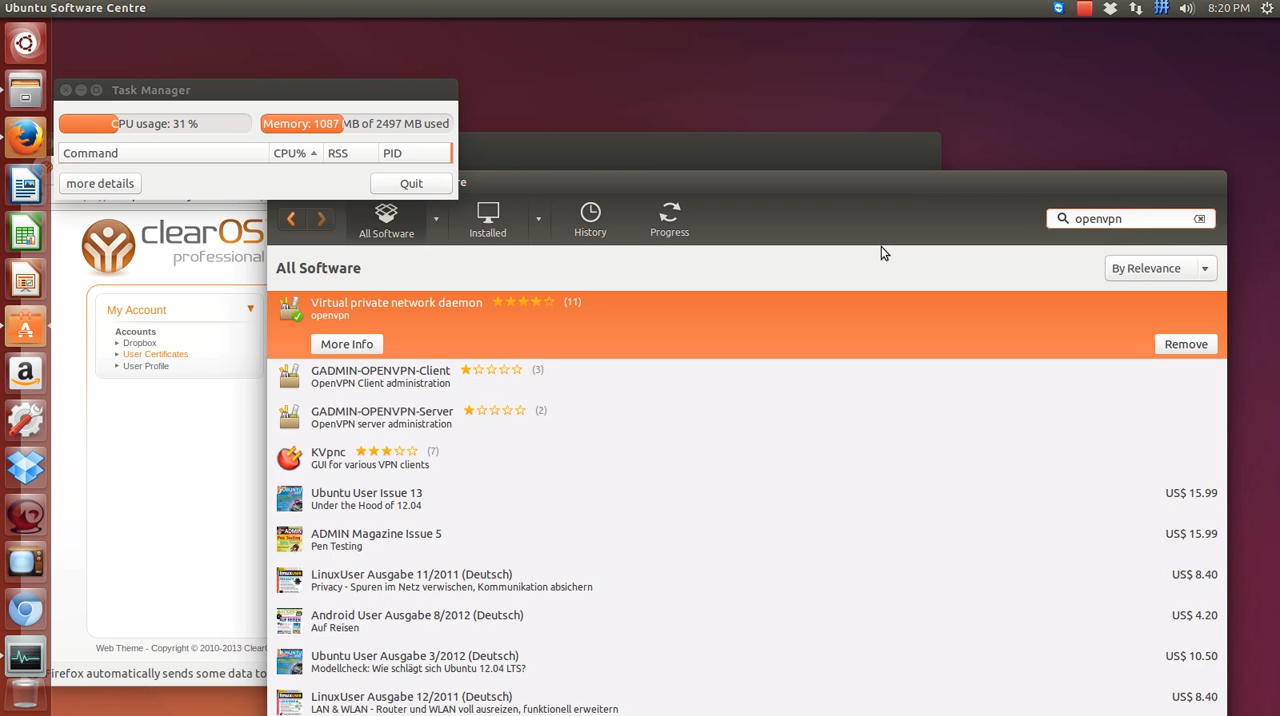 Ubuntu Software Centre
8:20 PM
Task Manager
CPU usage: 31 %
Memory: 1087 MB of 2497 MB used
Command CPU% RSS PID
more details
Quit
clearOS
professional
My Account
Accounts
Dropbox
User Certificates
User Profile
Web Theme - Copyright © 2010-2013 Clear
Firefox automatically sends some data to
All Software
Installed
History
Progress
openvpn
All Software
By Relevance
Virtual private network daemon (11)
openvpn
More Info
Remove
GADMIN-OPENVPN-Client (3)
OpenVPN Client administration
GADMIN-OPENVPN-Server (2)
OpenVPN server administration
KVpnc (7)
GUI for various VPN clients
Ubuntu User Issue 13 US$ 15.99
Under the Hood of 12.04
ADMIN Magazine Issue 5 US$ 15.99
Pen Testing
LinuxUser Ausgabe 11/2011 (Deutsch) US$ 8.40
Privacy - Spuren im Netz verwischen, Kommunikation absichern
Android User Ausgabe 8/2012 (Deutsch) US$ 4.20
Auf Reisen
Ubuntu User Ausgabe 3/2012 (Deutsch) US$ 10.50
Modellcheck: Wie schlägt sich Ubuntu 12.04 LTS?
LinuxUser Ausgabe 12/2011 (Deutsch) US$ 8.40
LAN & WLAN - Router und WLAN voll ausreizen, funktionell erweitern